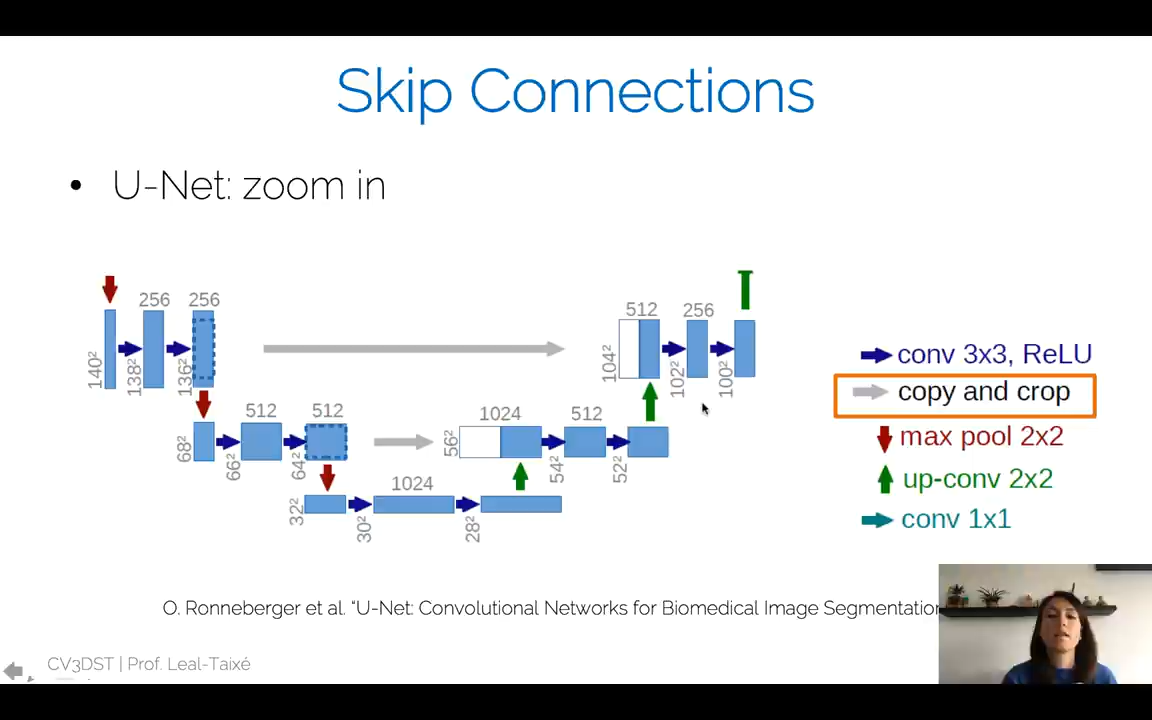 Skip Connections
• U-Net: zoom in
256 256
140² 138² 136²
512 512
68² 66² 64²
1024
32² 30² 28²
1024 512
56² 54² 52²
512 256
104² 102² 100²
conv 3x3, ReLU
copy and crop
max pool 2x2
up-conv 2x2
conv 1x1
O. Ronneberger et al. “U-Net: Convolutional Networks for Biomedical Image Segmentation
CV3DST | Prof. Leal-Taixé